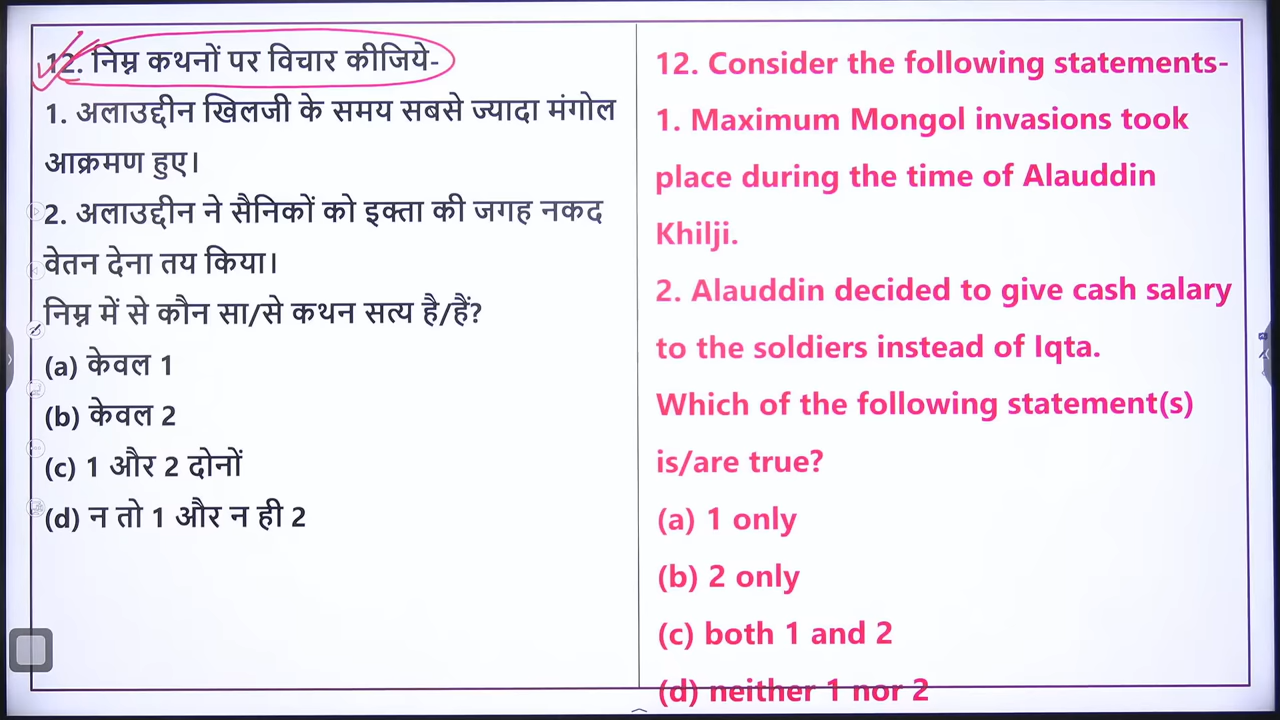 12. निम्न कथनों पर विचार कीजिये-
1. अलाउद्दीन खिलजी के समय सबसे ज्यादा मंगोल
आक्रमण हुए।
2. अलाउद्दीन ने सैनिकों को इक्ता की जगह नकद
वेतन देना तय किया।
निम्न में से कौन सा/से कथन सत्य है/हैं?
(a) केवल 1
(b) केवल 2
(c) 1 और 2 दोनों
(d) न तो 1 और न ही 2
12. Consider the following statements-
1. Maximum Mongol invasions took
place during the time of Alauddin
Khilji.
2. Alauddin decided to give cash salary
to the soldiers instead of Iqta.
Which of the following statement(s)
is/are true?
(a) 1 only
(b) 2 only
(c) both 1 and 2
(d) neither 1 nor 2